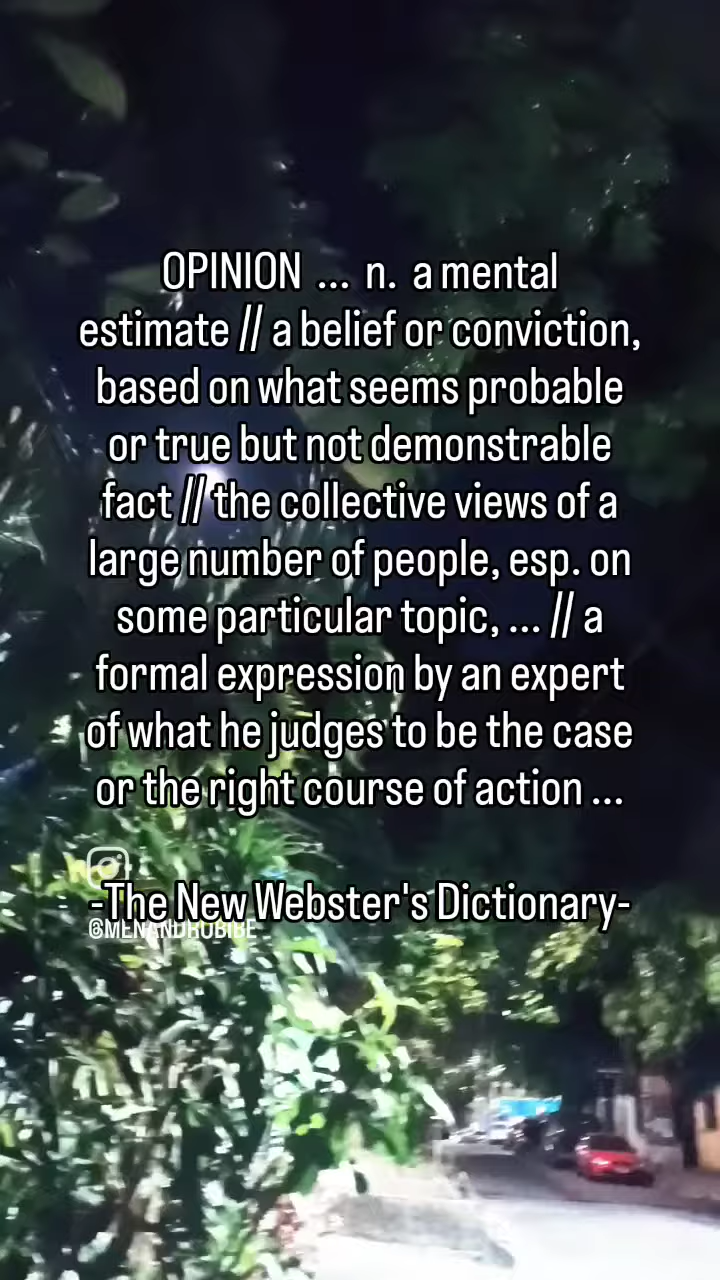 OPINION ... n. a mental
estimate // a belief or conviction,
based on what seems probable
or true but not demonstrable
fact // the collective views of a
large number of people, esp. on
some particular topic, ... // a
formal expression by an expert
of what he judges to be the case
or the right course of action ...
-The New Webster's Dictionary-
@MENANDROBIBE